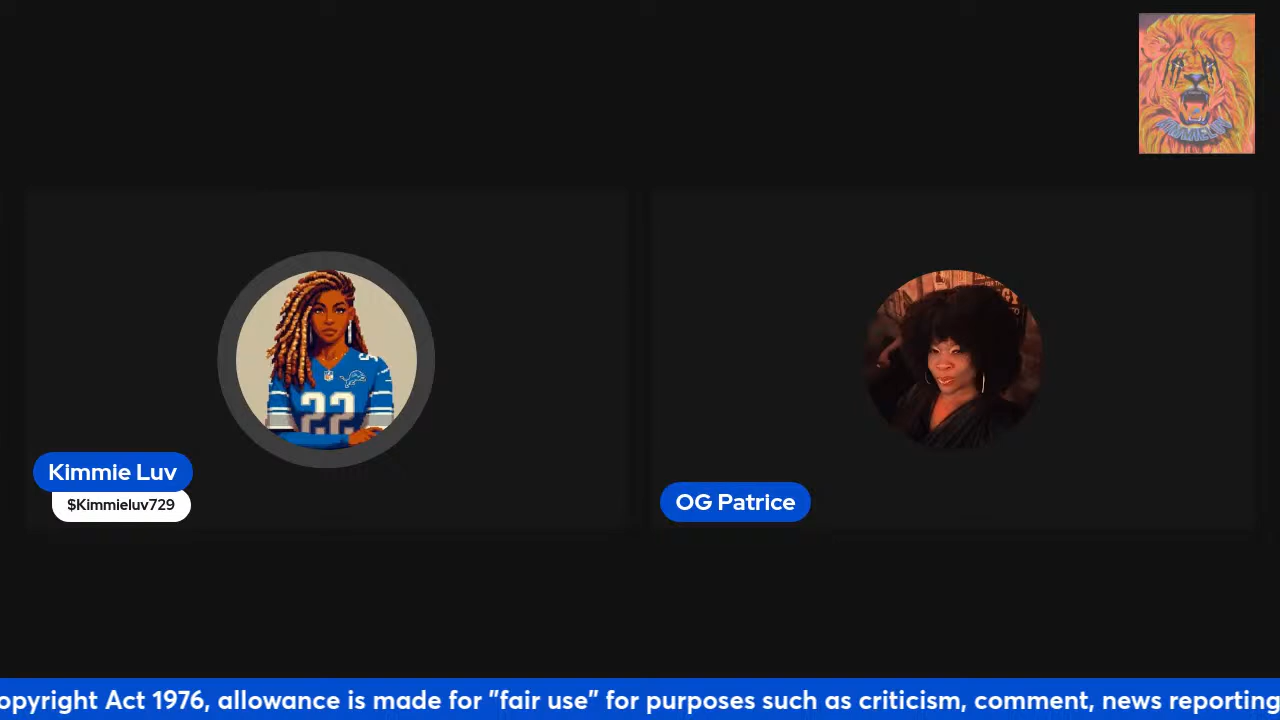 Kimmie Luv
$Kimmieluv729
22
OG Patrice
opyright Act 1976, allowance is made for "fair use" for purposes such as criticism, comment, news reporting